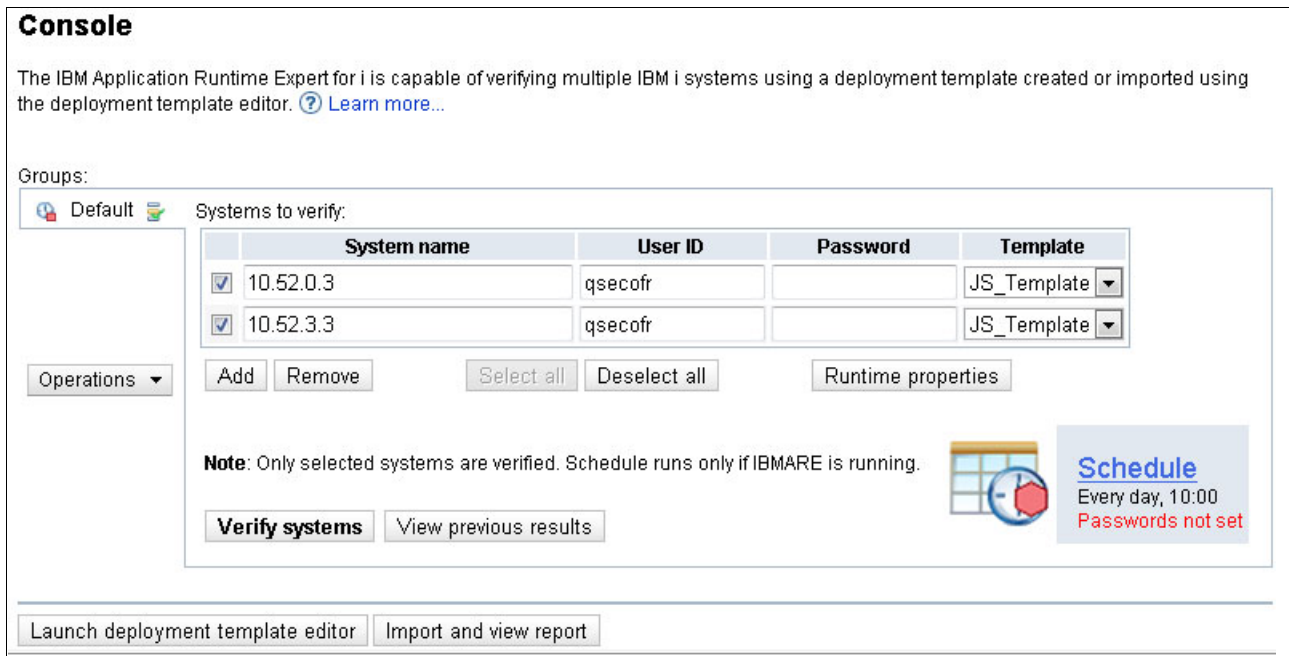 Console
The IBM Application Runtime Expert for i is capable of verifying multiple IBM i systems using a deployment template created or imported using
the deployment template editor. ? Learn more...
Groups:
Default
Systems to verify:
System name User ID Password Template
10.52.0.3 qsecofr JS_Template
10.52.3.3 qsecofr JS_Template
Operations
Add Remove Select all Deselect all Runtime properties
Note: Only selected systems are verified. Schedule runs only if IBMARE is running.
Schedule
Every day, 10:00
Passwords not set
Verify systems View previous results
Launch deployment template editor Import and view report